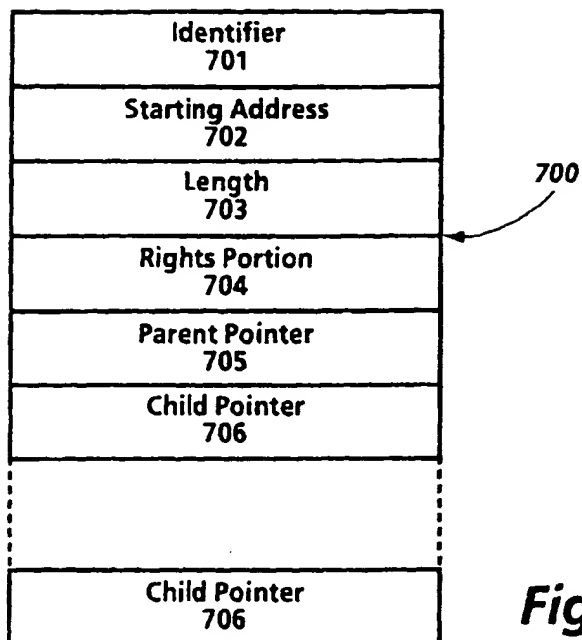 Identifier
701
Starting Address
702
Length
703
700
Rights Portion
704
Parent Pointer
705
Child Pointer
706
Child Pointer
706
Fig